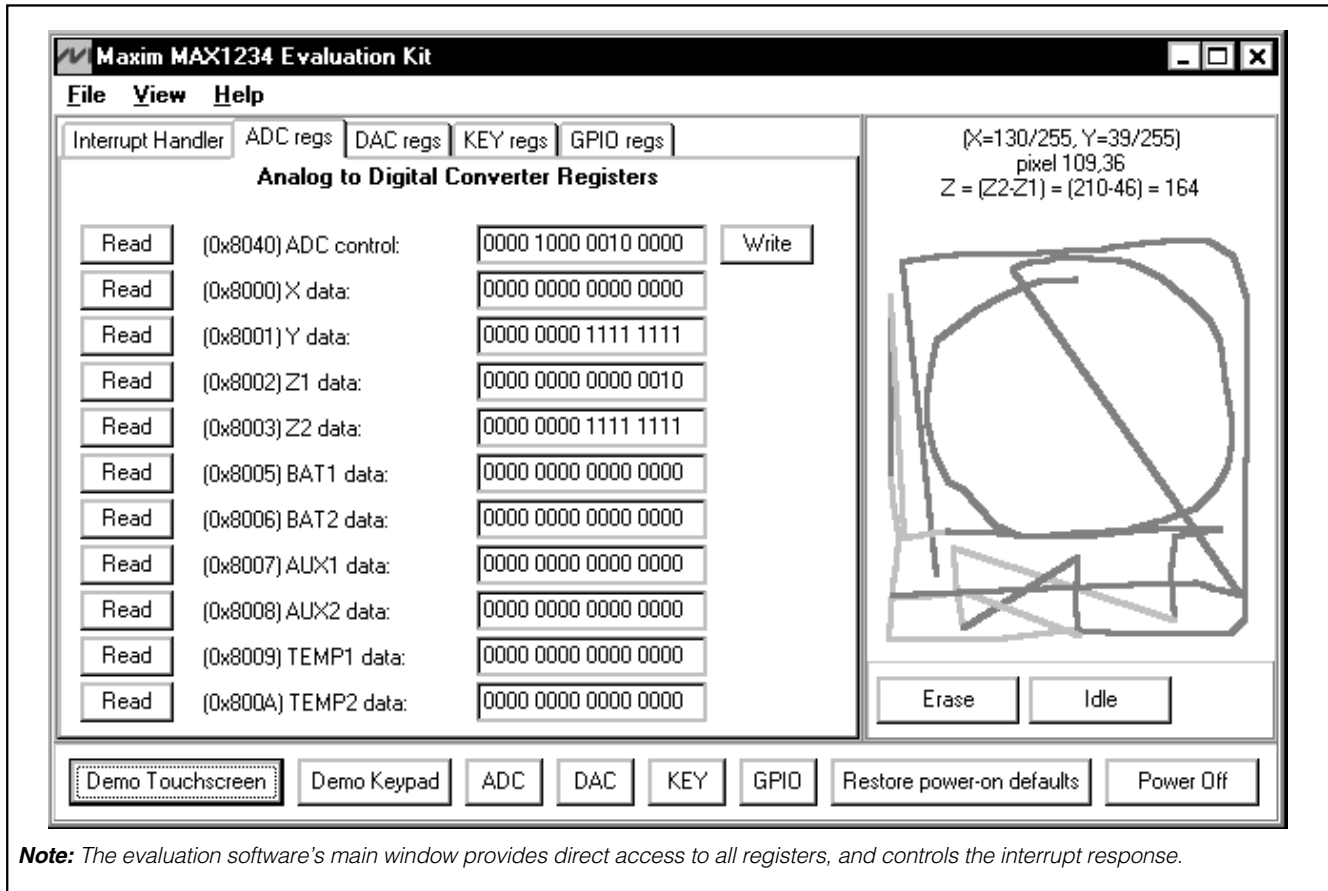 Maxim MAX1234 Evaluation Kit
File View Help
Interrupt Handler ADC regs DAC regs KEY regs GPIO regs
Analog to Digital Converter Registers
Read (0x8040) ADC control: 0000 1000 0010 0000 Write
Read (0x8000) X data: 0000 0000 0000 0000
Read (0x8001) Y data: 0000 0000 1111 1111
Read (0x8002) Z1 data: 0000 0000 0000 0010
Read (0x8003) Z2 data: 0000 0000 1111 1111
Read (0x8005) BAT1 data: 0000 0000 0000 0000
Read (0x8006) BAT2 data: 0000 0000 0000 0000
Read (0x8007) AUX1 data: 0000 0000 0000 0000
Read (0x8008) AUX2 data: 0000 0000 0000 0000
Read (0x8009) TEMP1 data: 0000 0000 0000 0000
Read (0x800A) TEMP2 data: 0000 0000 0000 0000
(X=130/255, Y=39/255)
pixel 109,36
Z = (Z2-Z1) = (210-46) = 164
Erase Idle
Demo Touchscreen Demo Keypad ADC DAC KEY GPIO Restore power-on defaults Power Off
Note: The evaluation software's main window provides direct access to all registers, and controls the interrupt response.